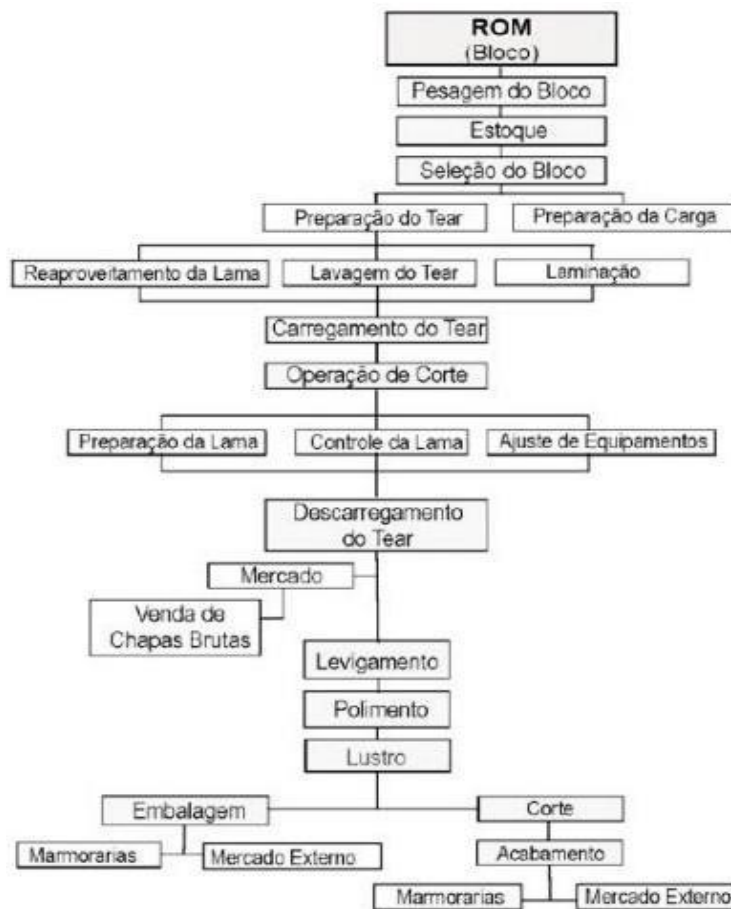 ROM
(Bloco)
Pesagem do Bloco
Estoque
Seleção do Bloco
Preparação do Tear
Preparação da Carga
Reaproveitamento da Lama
Lavagem do Tear
Laminação
Carregamento do Tear
Operação de Corte
Preparação da Lama
Controle da Lama
Ajuste de Equipamentos
Descarregamento
do Tear
Mercado
Venda de
Chapas Brutas
Levigamento
Polimento
Lustro
Embalagem
Corte
Marmorarias
Mercado Externo
Acabamento
Marmorarias
Mercado Externo